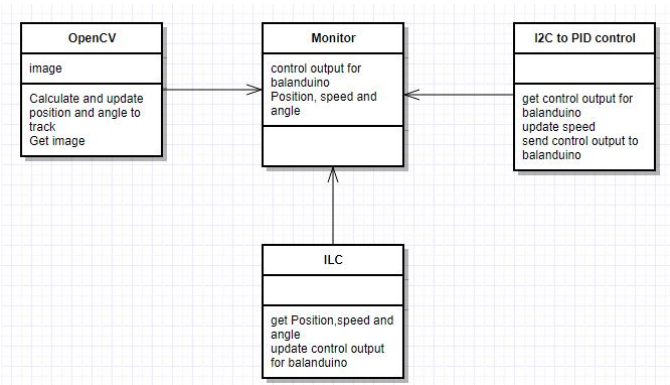 OpenCV
image
Calculate and update
position and angle to
track
Get image
Monitor
control output for
balanduino
Position, speed and
angle
I2C to PID control
get control output for
balanduino
update speed
send control output to
balanduino
ILC
get Position,speed and
angle
update control output
for balanduino